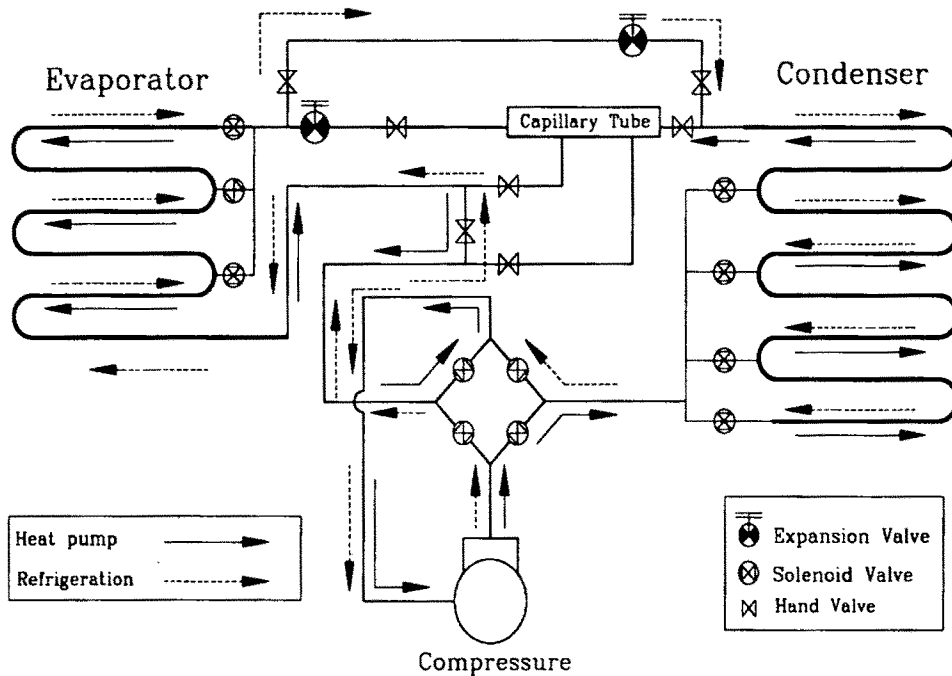 Evaporator
Condenser
Capillary Tube
Heat pump
Refrigeration
Expansion Valve
Solenoid Valve
Hand Valve
Compressure